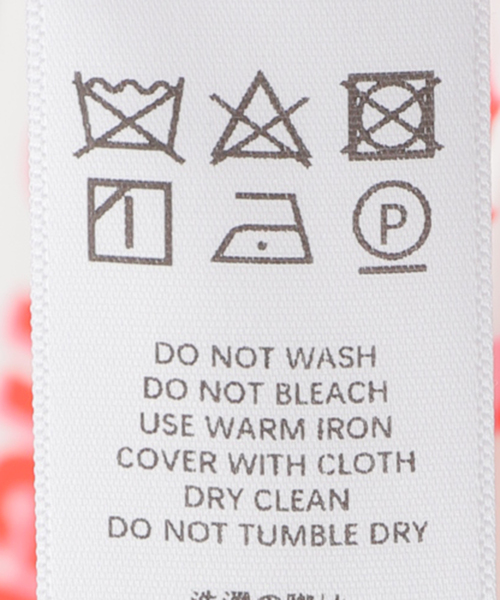 P
DO NOT WASH
DO NOT BLEACH
USE WARM IRON
COVER WITH CLOTH
DRY CLEAN
DO NOT TUMBLE DRY